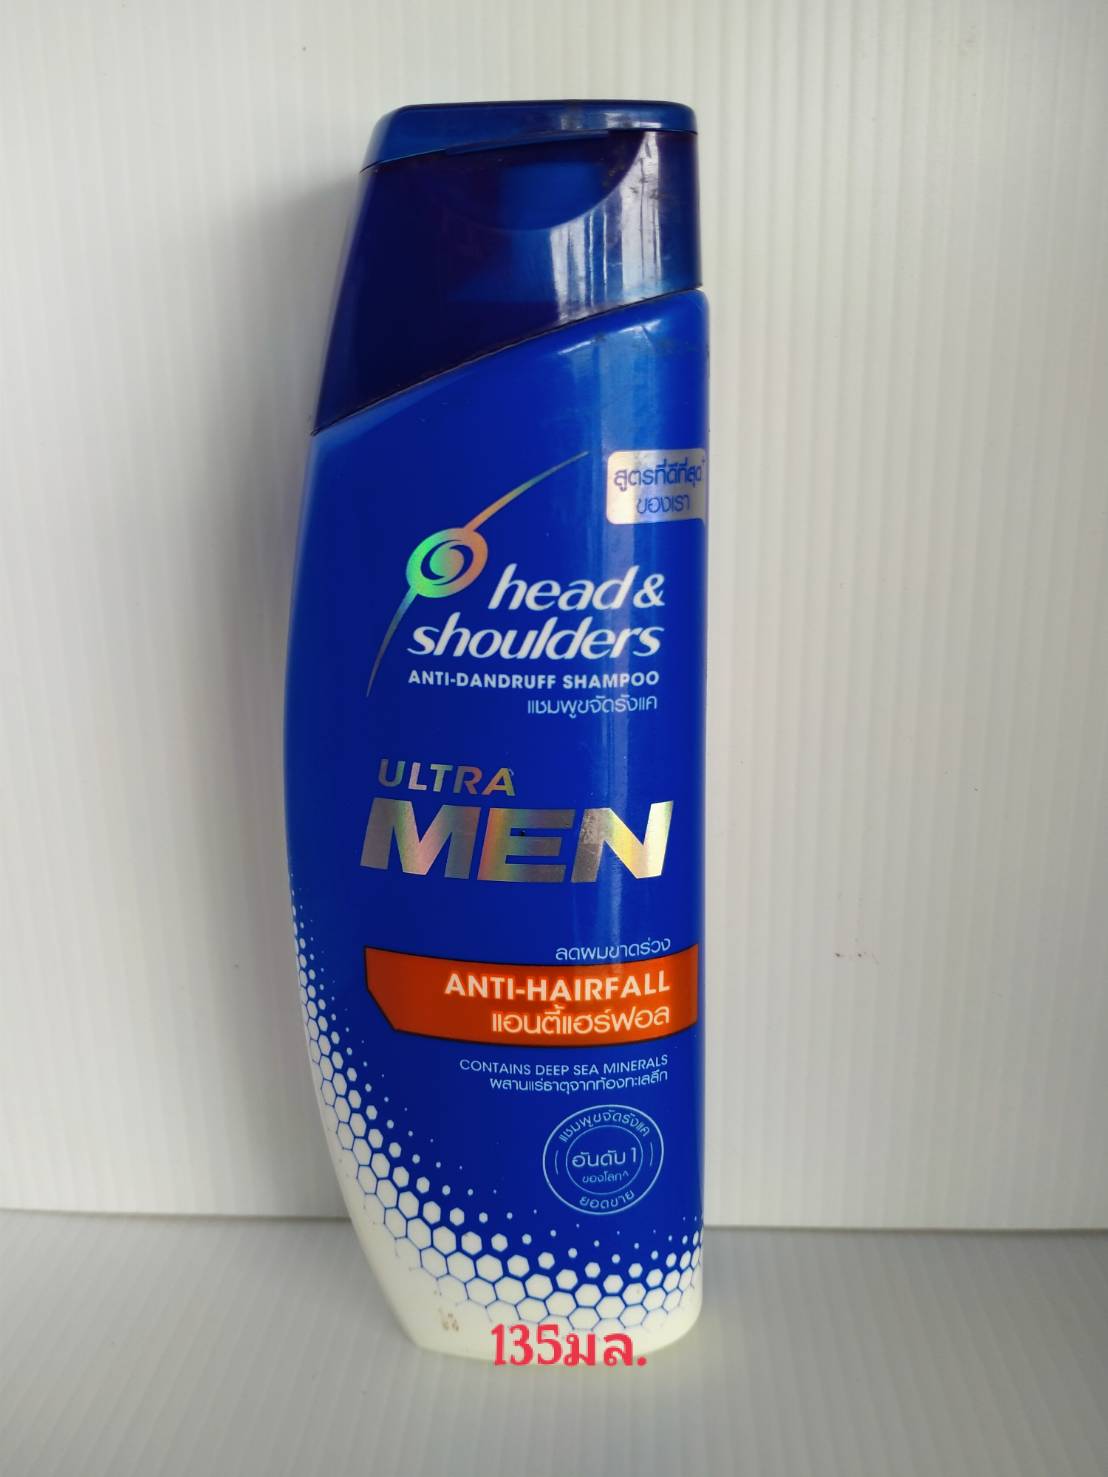 สูตรที่ดีที่สุด+
ของเรา
head &
shoulders
ANTI-DANDRUFF SHAMPOO
แชมพูขจัดรังแค
ULTRA
MEN
ลดผมขาดร่วง
ANTI-HAIRFALL
แอนตี้แฮร์ฟอล
CONTAINS DEEP SEA MINERALS
ผสานแร่ธาตุจากท้องทะเลลึก
แชมพูขจัดรังแค
อันดับ 1
ของโลก^
ยอดขาย
135มล.